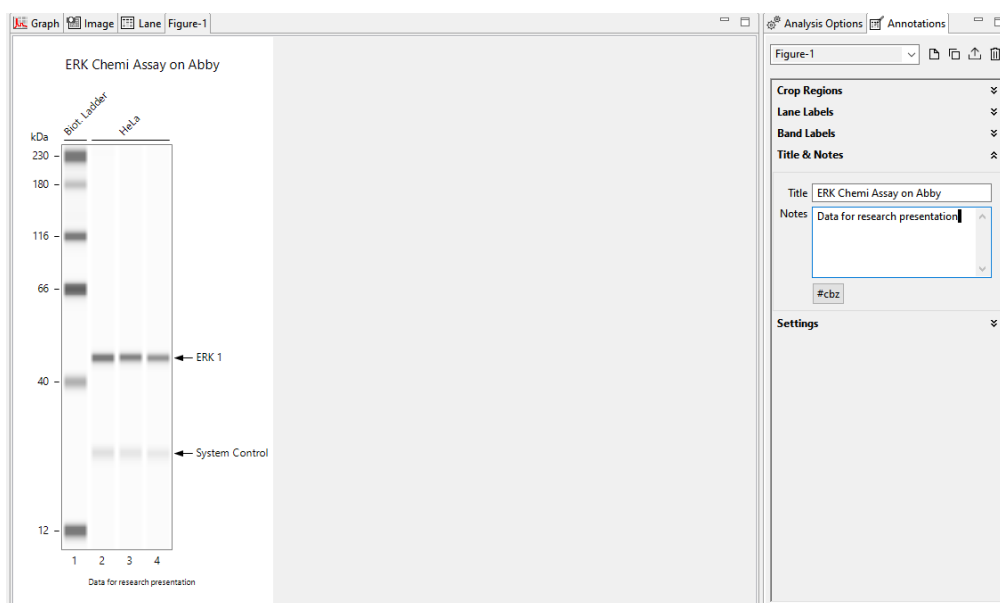 Graph Image Lane Figure-1
ERK Chemi Assay on Abby
Biot. Ladder
HeLa
kDa
230
180
116
66
ERK 1
40
System Control
12
1 2 3 4
Data for research presentation
Analysis Options Annotations
Figure-1
Crop Regions
Lane Labels
Band Labels
Title & Notes
Title ERK Chemi Assay on Abby
Notes Data for research presentation
#cbz
Settings